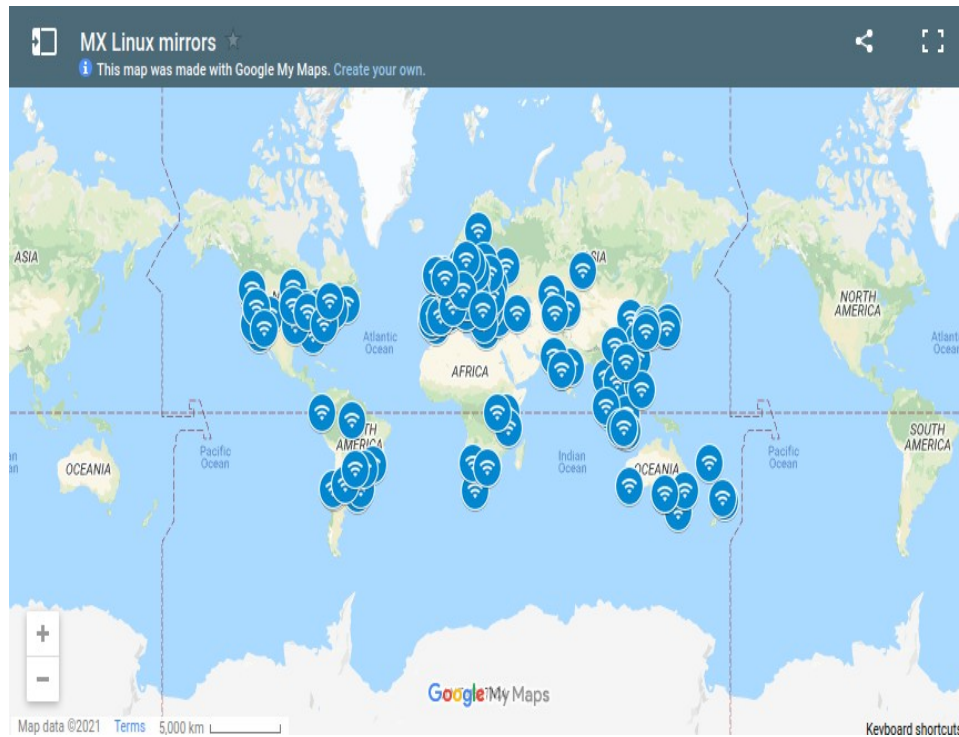 MX Linux mirrors
This map was made with Google My Maps. Create your own.
ASIA
NORTH
AMERICA
Atlantic
Ocean
Atlantic
Ocean
AFRICA
SOUTH
AMERICA
AMERICA
Pacific
Ocean
Indian
Ocean
Pacific
Ocean
OCEANIA
OCEANIA
Google My Maps
Map data ©2021 Terms 5,000 km
Keyboard shortcuts